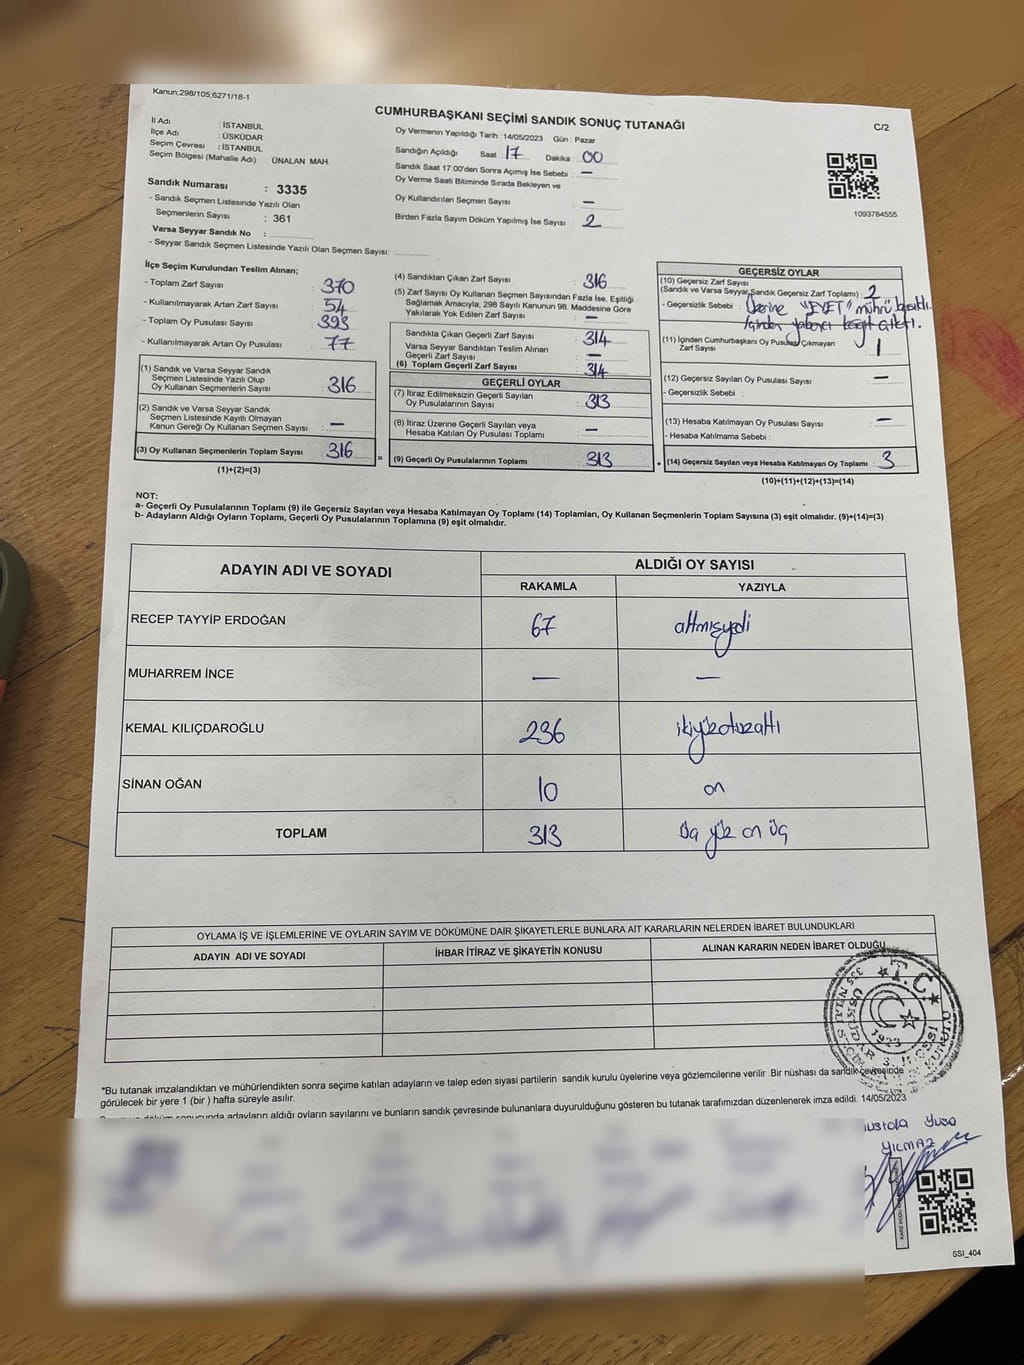 Kanun.298/105,6271/18-1
CUMHURBAŞKANI SEÇİMİ SANDIK SONUÇ TUTANAĞI
C/2
İl Adı : İSTANBUL
İlçe Adı : ÜSKÜDAR
Seçim Çevresi : İSTANBUL
Seçim Bölgesi (Mahalle Adı) : ÜNALAN MAH.
Sandık Numarası : 3335
- Sandık Seçmen Listesinde Yazılı Olan
Seçmenlerin Sayısı : 361
Varsa Seyyar Sandık No :
- Seyyar Sandık Seçmen Listesinde Yazılı Olan Seçmen Sayısı:
Oy Vermenin Yapıldığı Tarih : 14/05/2023 Gün : Pazar
Sandığın Açıldığı Saat : 17 Dakika : 00
Sandık Saat 17:00'den Sonra Açımış İse Sebebi : —
Oy Verme Saati Bitiminde Sırada Bekleyen ve
Oy Kullandırılan Seçmen Sayısı —
Birden Fazla Sayım Döküm Yapılmış İse Sayısı : 2
1093784555
İlçe Seçim Kurulundan Teslim Alınan;
- Toplam Zarf Sayısı : 370
- Kullanılmayarak Artan Zarf Sayısı : 54
- Toplam Oy Pusulası Sayısı : 393
- Kullanılmayarak Artan Oy Pusulası : 77
(1) Sandık ve Varsa Seyyar Sandık
Seçmen Listesinde Yazılı Olup
Oy Kullanan Seçmenlerin Sayısı : 316
(2) Sandık ve Varsa Seyyar Sandık
Seçmen Listesinde Kayıtlı Olmayan
Kanun Gereği Oy Kullanan Seçmen Sayısı : —
(3) Oy Kullanan Seçmenlerin Toplam Sayısı : 316
(1)+(2)=(3)
(4) Sandıktan Çıkan Zarf Sayısı : 316
(5) Zarf Sayısı Oy Kullanan Seçmen Sayısından Fazla İse, Eşitliği
Sağlamak Amacıyla, 298 Sayılı Kanunun 98. Maddesine Göre
Yakılarak Yok Edilen Zarf Sayısı : —
Sandıkta Çıkan Geçerli Zarf Sayısı : 314
Varsa Seyyar Sandıktan Teslim Alınan
Geçerli Zarf Sayısı : —
(6) Toplam Geçerli Zarf Sayısı : 314
GEÇERLİ OYLAR
(7) İtiraz Edilmeksizin Geçerli Sayılan
Oy Pusulalarının Sayısı : 313
(8) İtiraz Üzerine Geçerli Sayılan veya
Hesaba Katılan Oy Pusulası Toplamı : —
= (9) Geçerli Oy Pusulalarının Toplamı : 313
GEÇERSİZ OYLAR
(10) Geçersiz Zarf Sayısı
(Sandık ve Varsa Seyyar Sandık Geçersiz Zarf Toplamı) : 2
- Geçersizlik Sebebi : Üzerine "EVET" mührü basıldı.
İçinden yabancı kağıt çıktı.
(11) İçinden Cumhurbaşkanı Oy Pusulası Çıkmayan
Zarf Sayısı : 1
(12) Geçersiz Sayılan Oy Pusulası Sayısı : —
- Geçersizlik Sebebi :
(13) Hesaba Katılmayan Oy Pusulası Sayısı : —
- Hesaba Katılmama Sebebi :
+ (14) Geçersiz Sayılan veya Hesaba Katılmayan Oy Toplamı : 3
(10)+(11)+(12)+(13)=(14)
NOT:
a- Geçerli Oy Pusulalarının Toplamı (9) ile Geçersiz Sayılan veya Hesaba Katılmayan Oy Toplamı (14) Toplamları, Oy Kullanan Seçmenlerin Toplam Sayısına (3) eşit olmalıdır. (9)+(14)=(3)
b- Adayların Aldığı Oyların Toplamı, Geçerli Oy Pusulalarının Toplamına (9) eşit olmalıdır.
ADAYIN ADI VE SOYADI
ALDIĞI OY SAYISI
RAKAMLA YAZIYLA
RECEP TAYYİP ERDOĞAN 67 altmışyedi
MUHARREM İNCE — —
KEMAL KILIÇDAROĞLU 236 ikiyüzotuzaltı
SİNAN OĞAN 10 on
TOPLAM 313 üç yüz on üç
OYLAMA İŞ VE İŞLEMLERİNE VE OYLARIN SAYIM VE DÖKÜMÜNE DAİR ŞİKAYETLERLE BUNLARA AİT KARARLARIN NELERDEN İBARET BULUNDUKLARI
ADAYIN ADI VE SOYADI İHBAR İTİRAZ VE ŞİKAYETİN KONUSU ALINAN KARARIN NEDEN İBARET OLDUĞU
T.C.
1923
*Bu tutanak imzalandıktan ve mühürlendikten sonra seçime katılan adayların ve talep eden siyasi partilerin sandık kurulu üyelerine veya gözlemcilerine verilir. Bir nüshası da sandık çevresinde
görülecek bir yere 1 (bir ) hafta süreyle asılır.
sonucunda adayların aldığı oyların sayılarını ve bunların sandık çevresinde bulunanlara duyurulduğunu gösteren bu tutanak tarafımızdan düzenlenerek imza edildi. 14/05/2023
Mustafa Yusa
YILMAZ
SSI_404